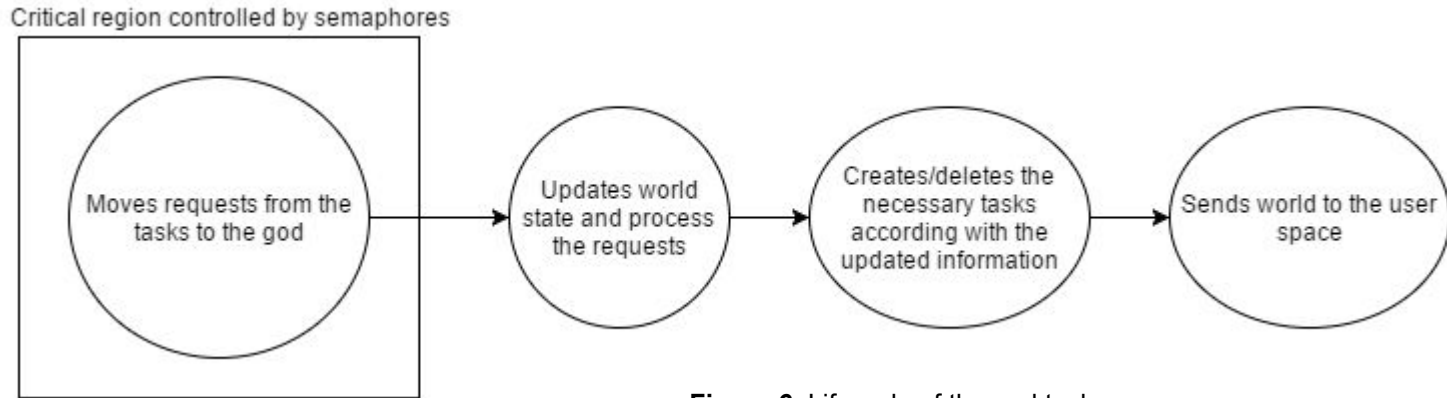 Critical region controlled by semaphores
Moves requests from the
tasks to the god
Updates world
state and process
the requests
Creates/deletes the
necessary tasks
according with the
updated information
Sends world to the user
space